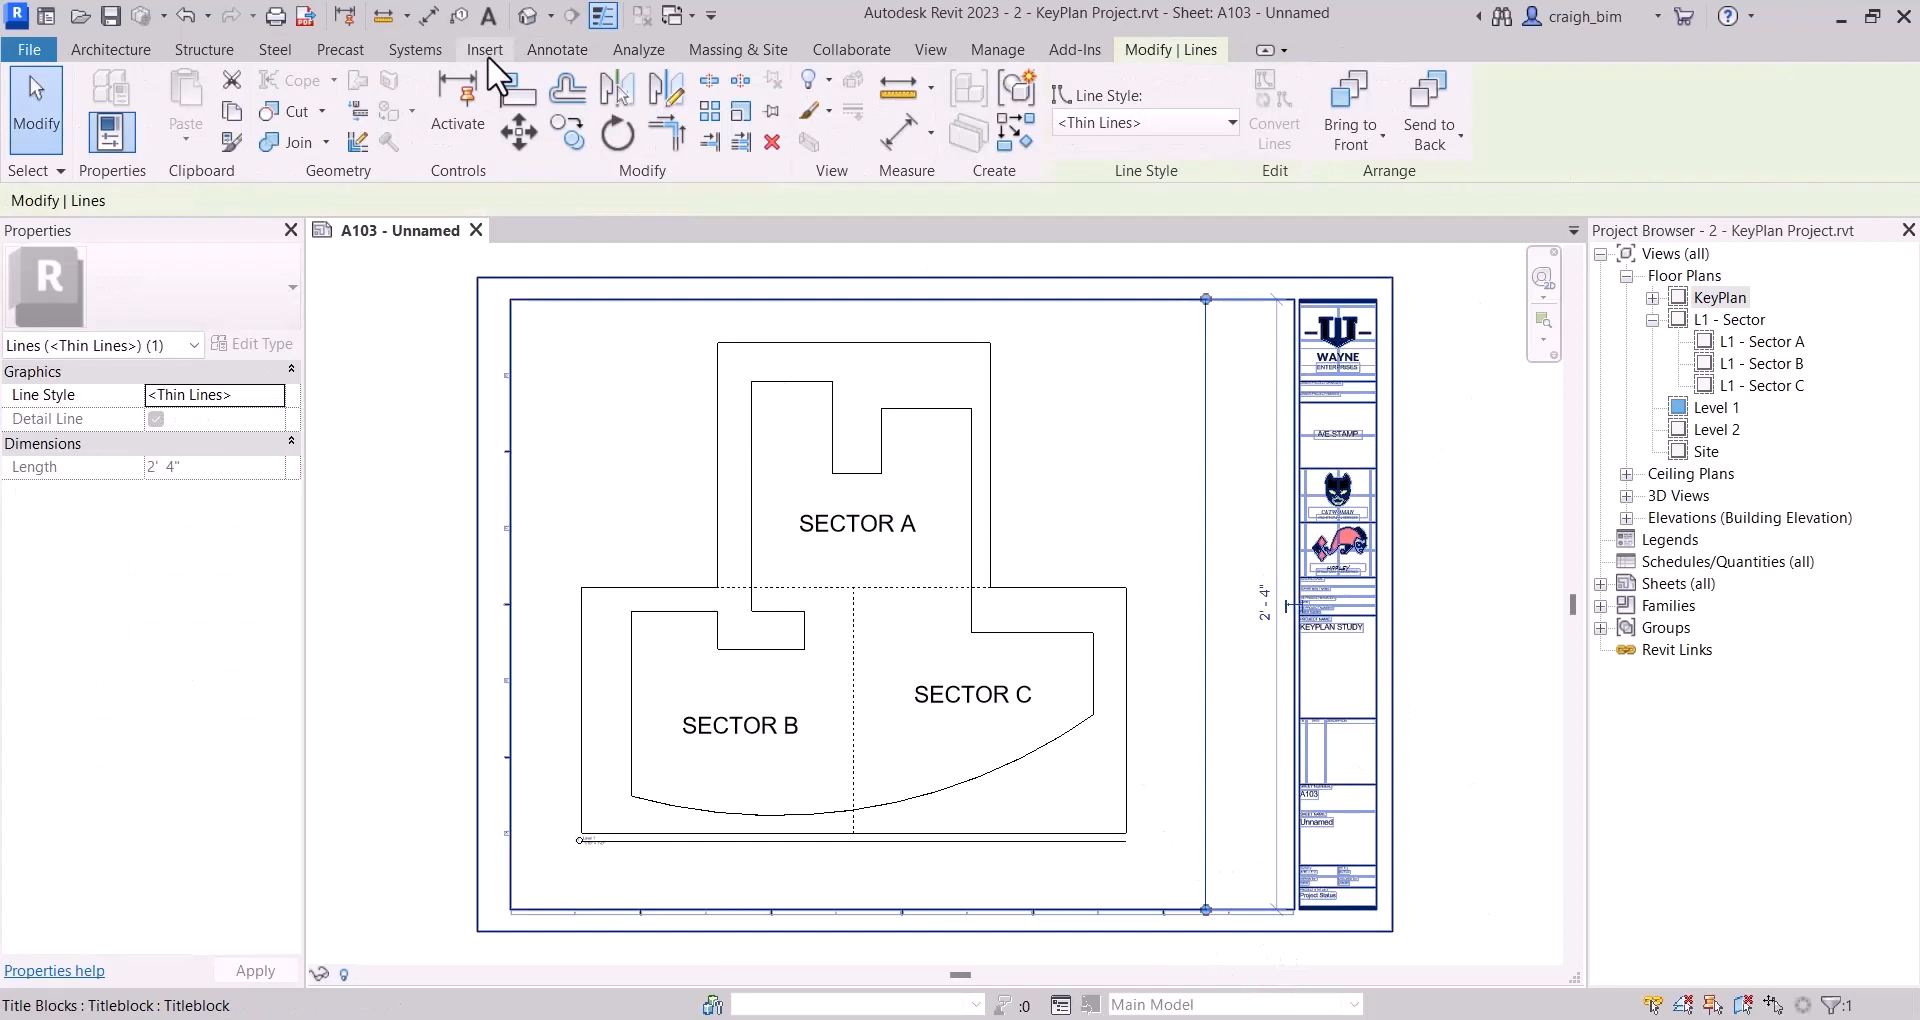 Autodesk Revit 2023 - 2 - KeyPlan Project.rvt - Sheet: A103 - Unnamed
craigh_bim
File Architecture Structure Steel Precast Systems Insert Annotate Analyze Massing & Site Collaborate View Manage Add-Ins Modify | Lines
Modify
Paste
Cope
Cut
Join
Activate
Line Style:
<Thin Lines>
Convert Lines
Bring to Front
Send to Back
Select Properties Clipboard Geometry Controls Modify View Measure Create Line Style Edit Arrange
Modify | Lines
Properties
R
Lines (<Thin Lines>) (1)
Edit Type
Graphics
Line Style <Thin Lines>
Detail Line
Dimensions
Length 2' 4"
Properties help
Apply
A103 - Unnamed
SECTOR A
SECTOR B
SECTOR C
2' - 4"
WAYNE
ENTERPRISES
A/E STAMP
CATWOMAN
HARLEY
KEYPLAN STUDY
A103
Unnamed
Project Status
2D
Project Browser - 2 - KeyPlan Project.rvt
Views (all)
Floor Plans
KeyPlan
L1 - Sector
L1 - Sector A
L1 - Sector B
L1 - Sector C
Level 1
Level 2
Site
Ceiling Plans
3D Views
Elevations (Building Elevation)
Legends
Schedules/Quantities (all)
Sheets (all)
Families
Groups
Revit Links
Title Blocks : Titleblock : Titleblock
:0
Main Model
:1